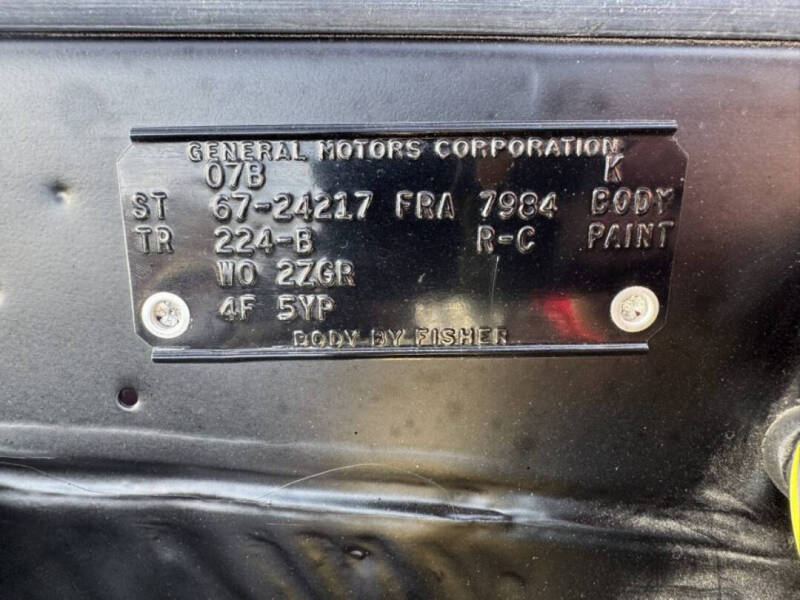 GENERAL MOTORS CORPORATION
07B K
ST 67-24217 FRA 7984 BODY
TR 224-B R-C PAINT
WO 2ZGR
4F 5YP
BODY BY FISHER